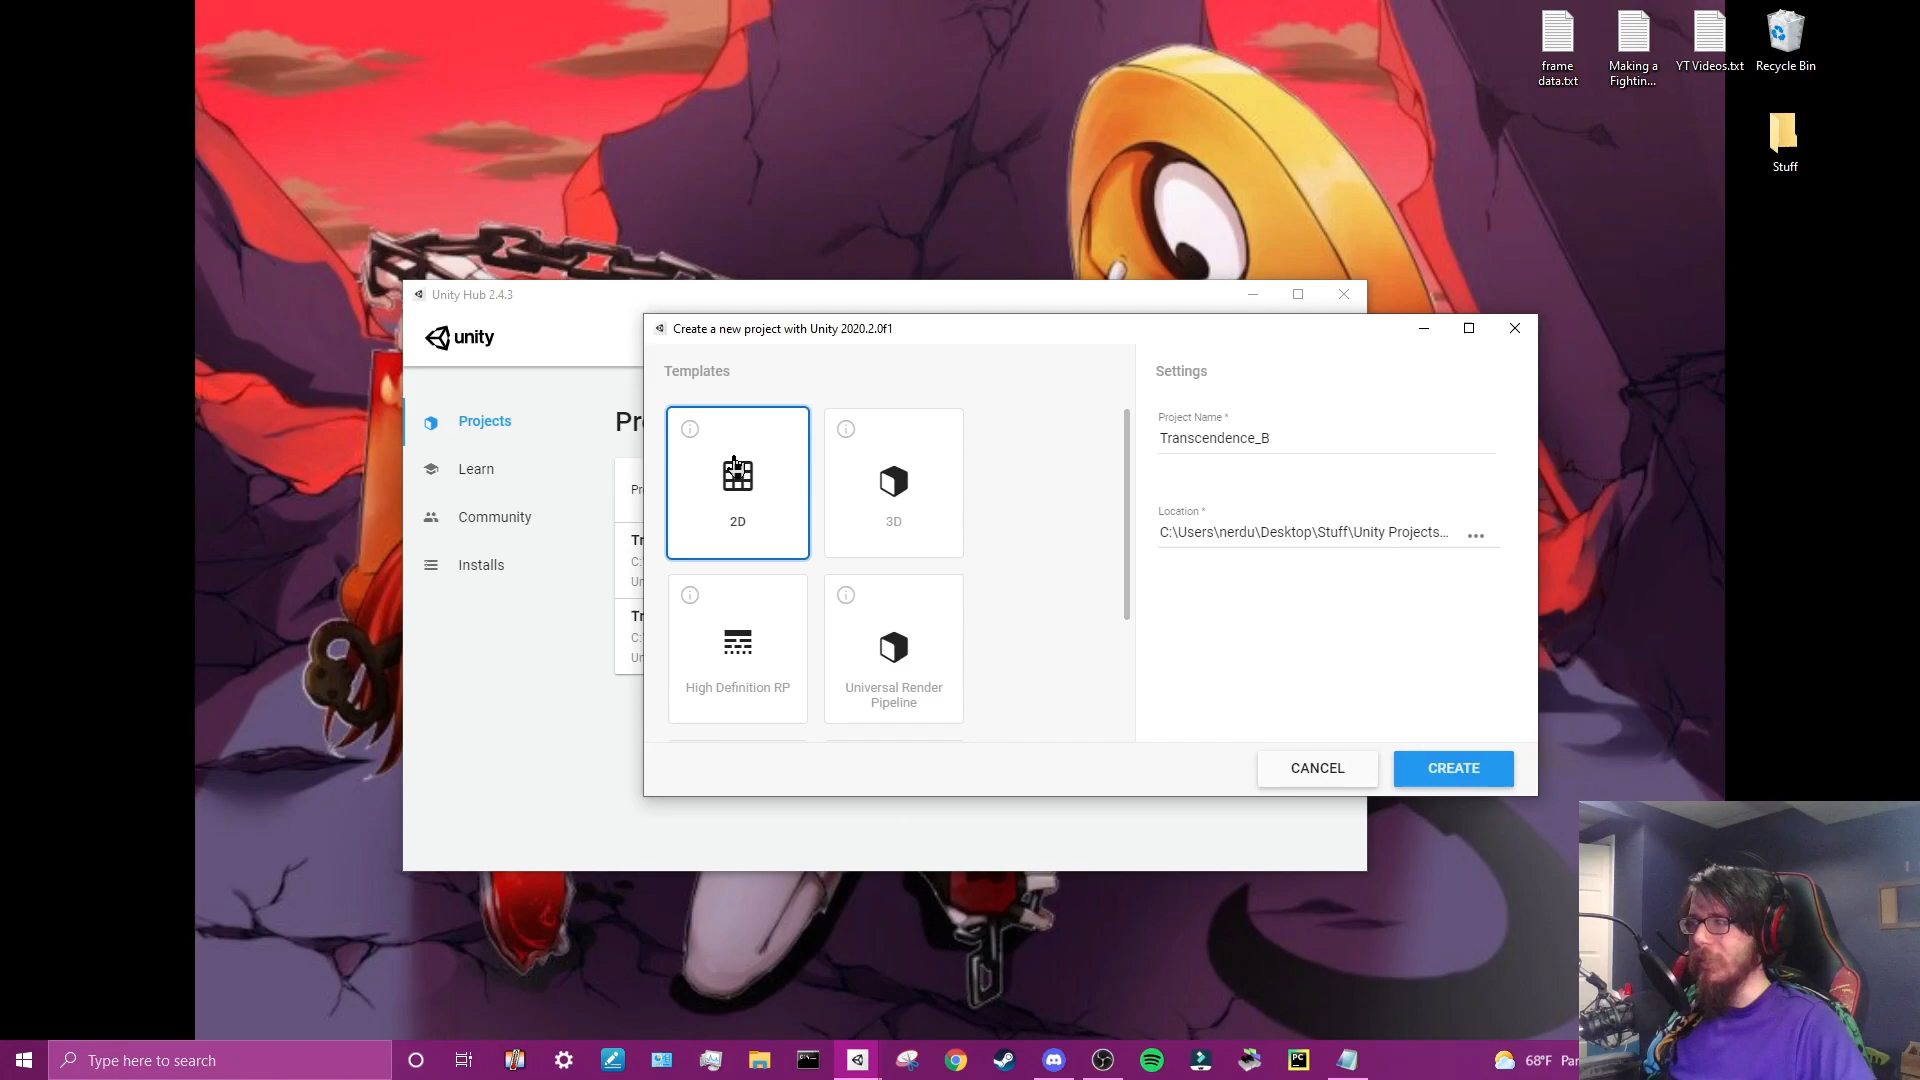 frame
data.txt
Making a
Fightin...
YT Videos.txt
Recycle Bin
Stuff
Unity Hub 2.4.3
unity
Projects
Learn
Community
Installs
Create a new project with Unity 2020.2.0f1
Templates
2D
3D
High Definition RP
Universal Render
Pipeline
Settings
Project Name *
Transcendence_B
Location *
C:\Users\nerdu\Desktop\Stuff\Unity Projects...
CANCEL
CREATE
Type here to search
PC
68°F